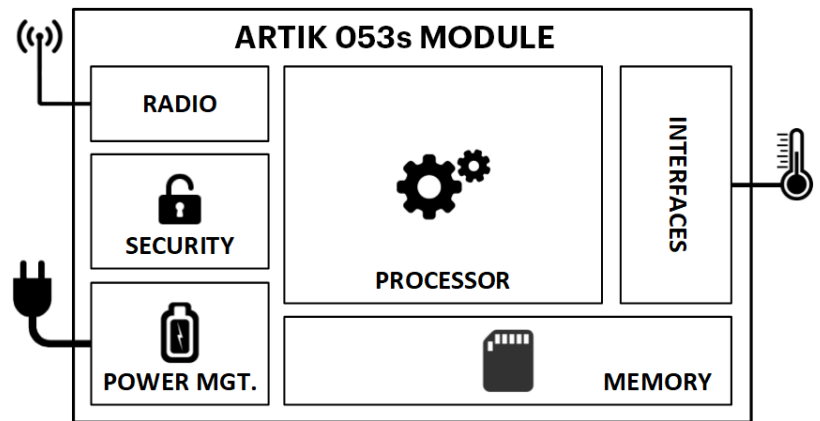 ARTIK 053s MODULE
RADIO
SECURITY
POWER MGT.
PROCESSOR
INTERFACES
MEMORY